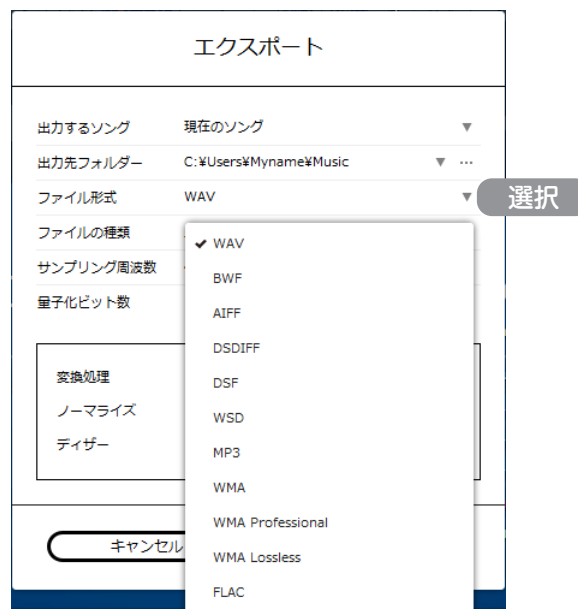 エクスポート
出力するソング 現在のソング ▼
出力先フォルダー C:¥Users¥Myname¥Music ▼ …
ファイル形式 WAV ▼ 選択
ファイルの種類
サンプリング周波数
量子化ビット数
✔ WAV
BWF
AIFF
DSDIFF
DSF
WSD
MP3
WMA
WMA Professional
WMA Lossless
FLAC
変換処理
ノーマライズ
ディザー
キャンセル